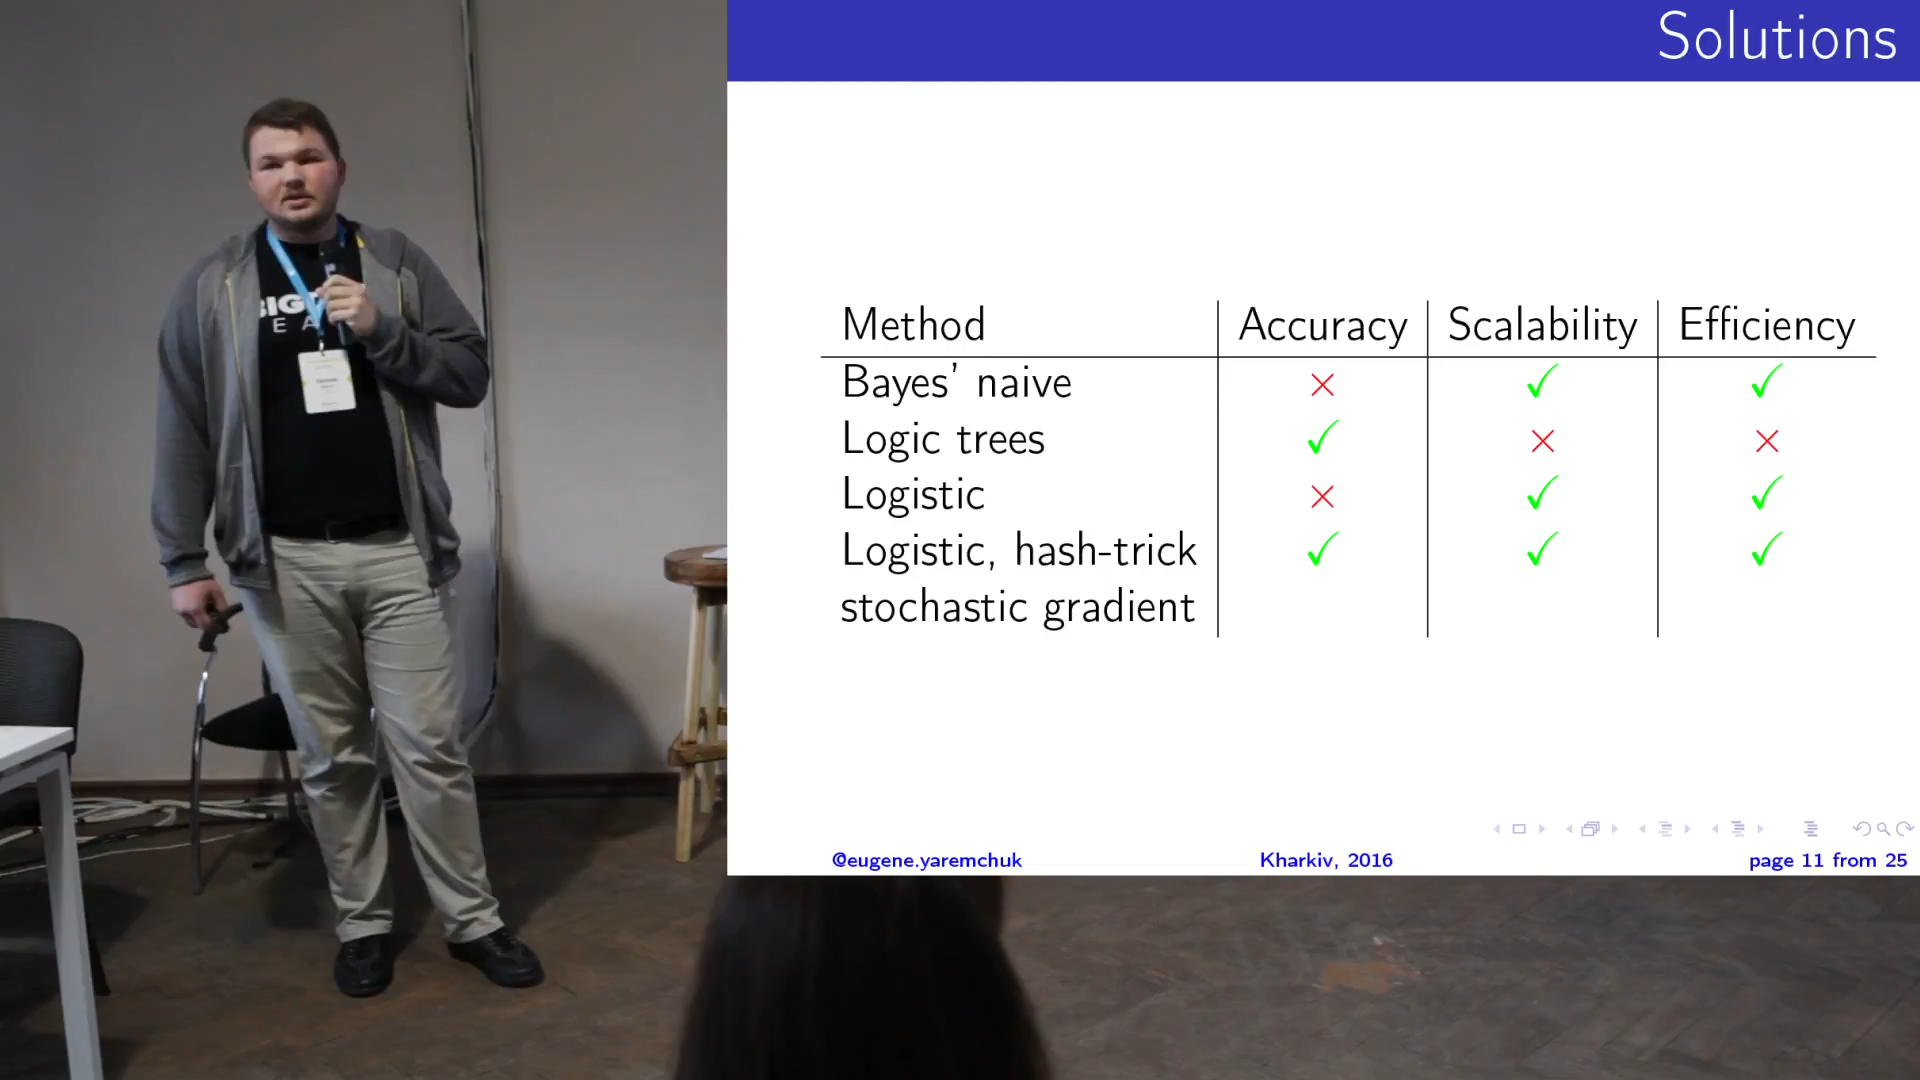 Solutions
Method Accuracy Scalability Efficiency
Bayes' naive × ✓ ✓
Logic trees ✓ × ×
Logistic × ✓ ✓
Logistic, hash-trick ✓ ✓ ✓
stochastic gradient
@eugene.yaremchuk Kharkiv, 2016 page 11 from 25